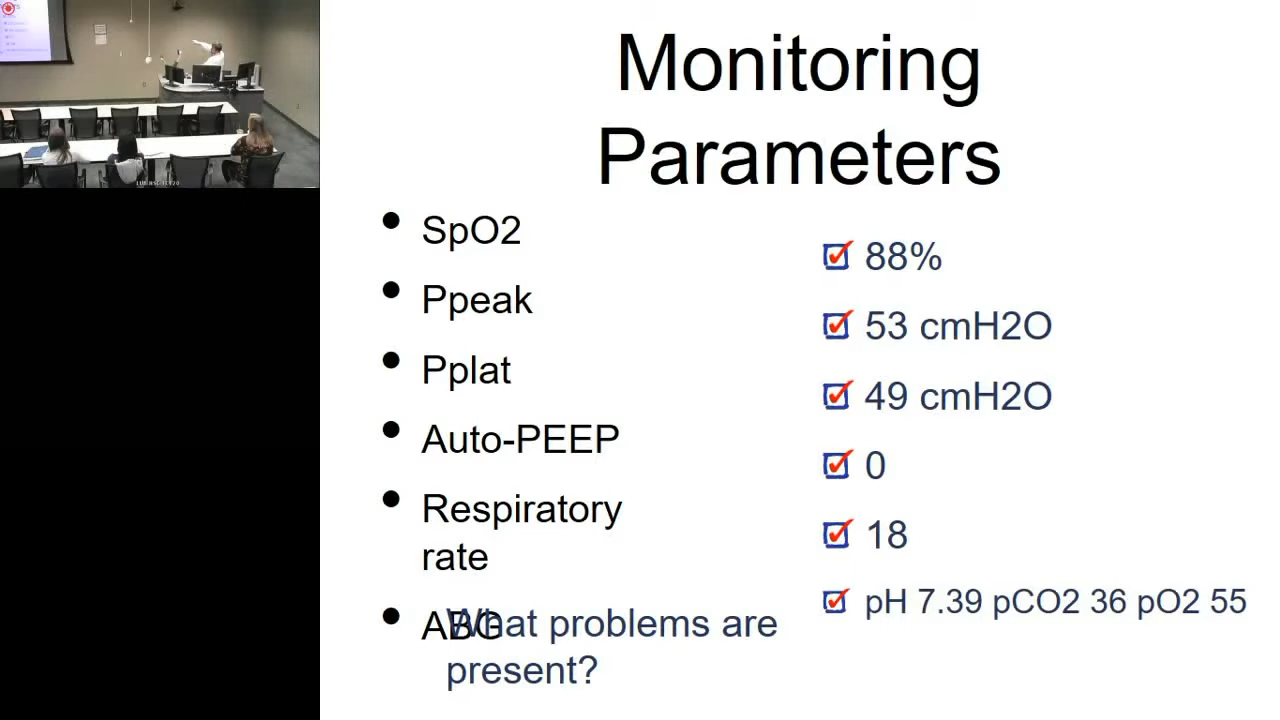 Monitoring
Parameters
• SpO2
• Ppeak
• Pplat
• Auto-PEEP
• Respiratory
rate
• ABG
88%
53 cmH2O
49 cmH2O
0
18
pH 7.39 pCO2 36 pO2 55
What problems are
present?